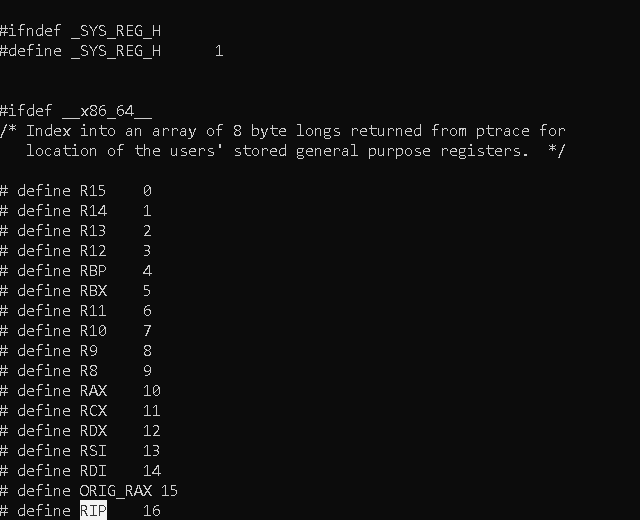 #ifndef _SYS_REG_H
#define _SYS_REG_H      1
#ifdef __x86_64__
/* Index into an array of 8 byte longs returned from ptrace for
   location of the users' stored general purpose registers.  */
# define R15    0
# define R14    1
# define R13    2
# define R12    3
# define RBP    4
# define RBX    5
# define R11    6
# define R10    7
# define R9     8
# define R8     9
# define RAX    10
# define RCX    11
# define RDX    12
# define RSI    13
# define RDI    14
# define ORIG_RAX 15
# define RIP    16